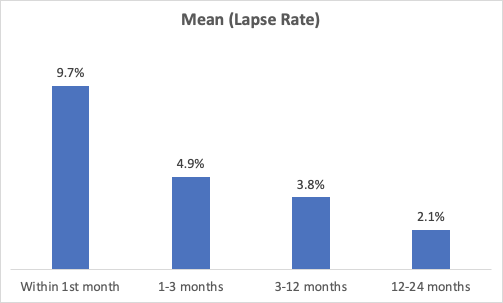 Mean (Lapse Rate)
9.7%
4.9%
3.8%
2.1%
Within 1st month
1-3 months
3-12 months
12-24 months